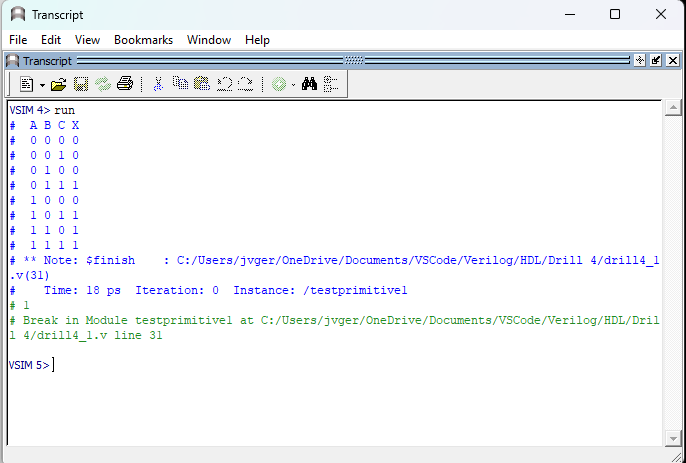 Transcript
File Edit View Bookmarks Window Help
Transcript
VSIM 4> run
#  A B C X
#  0 0 0 0
#  0 0 1 0
#  0 1 0 0
#  0 1 1 1
#  1 0 0 0
#  1 0 1 1
#  1 1 0 1
#  1 1 1 1
# ** Note: $finish    : C:/Users/jvger/OneDrive/Documents/VSCode/Verilog/HDL/Drill 4/drill4_1
.v(31)
#    Time: 18 ps  Iteration: 0  Instance: /testprimitive1
# 1
# Break in Module testprimitive1 at C:/Users/jvger/OneDrive/Documents/VSCode/Verilog/HDL/Dril
l 4/drill4_1.v line 31
VSIM 5>